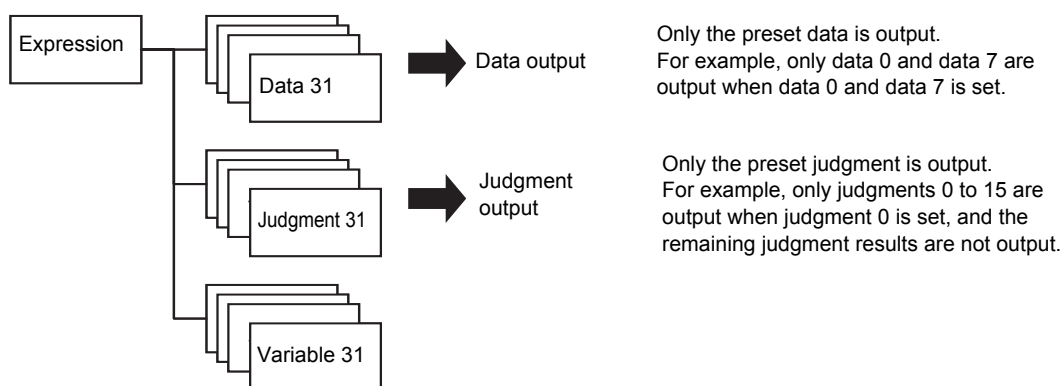 Expression
Data 31
Data output
Only the preset data is output.
For example, only data 0 and data 7 are
output when data 0 and data 7 is set.
Judgment 31
Judgment
output
Only the preset judgment is output.
For example, only judgments 0 to 15 are
output when judgment 0 is set, and the
remaining judgment results are not output.
Variable 31